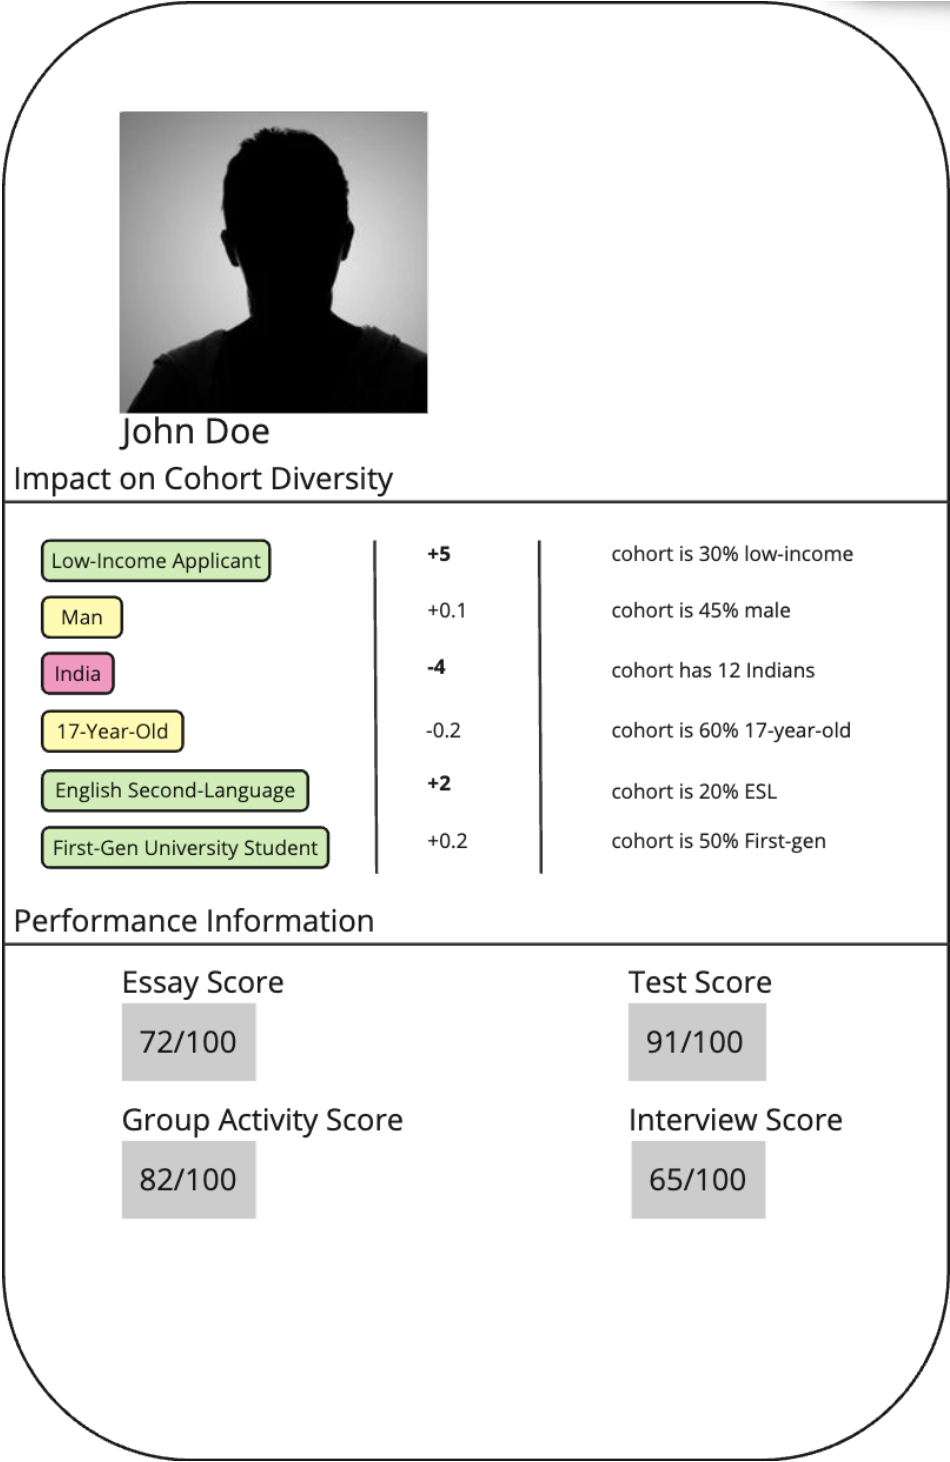 John Doe
Impact on Cohort Diversity
Low-Income Applicant +5 cohort is 30% low-income
Man +0.1 cohort is 45% male
India -4 cohort has 12 Indians
17-Year-Old -0.2 cohort is 60% 17-year-old
English Second-Language +2 cohort is 20% ESL
First-Gen University Student +0.2 cohort is 50% First-gen
Performance Information
Essay Score Test Score
72/100 91/100
Group Activity Score Interview Score
82/100 65/100